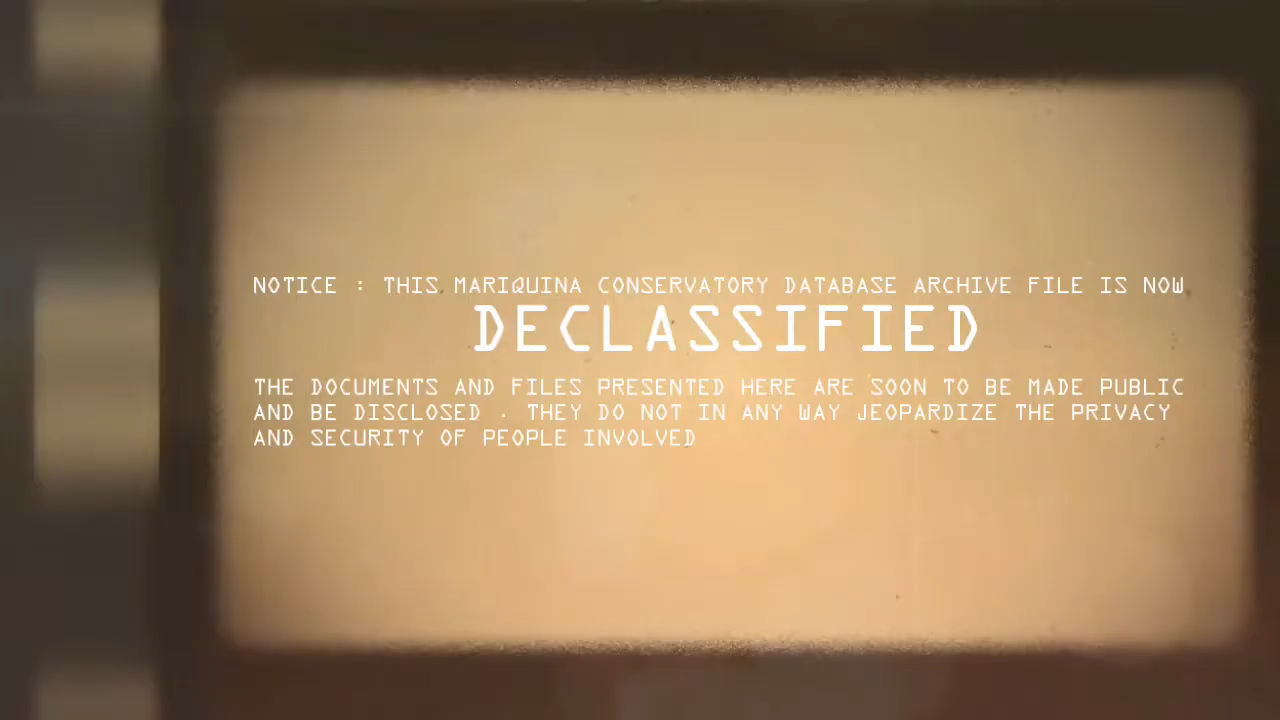 NOTICE : THIS MARIQUINA CONSERVATORY DATABASE ARCHIVE FILE IS NOW
DECLASSIFIED
THE DOCUMENTS AND FILES PRESENTED HERE ARE SOON TO BE MADE PUBLIC
AND BE DISCLOSED . THEY DO NOT IN ANY WAY JEOPARDIZE THE PRIVACY
AND SECURITY OF PEOPLE INVOLVED